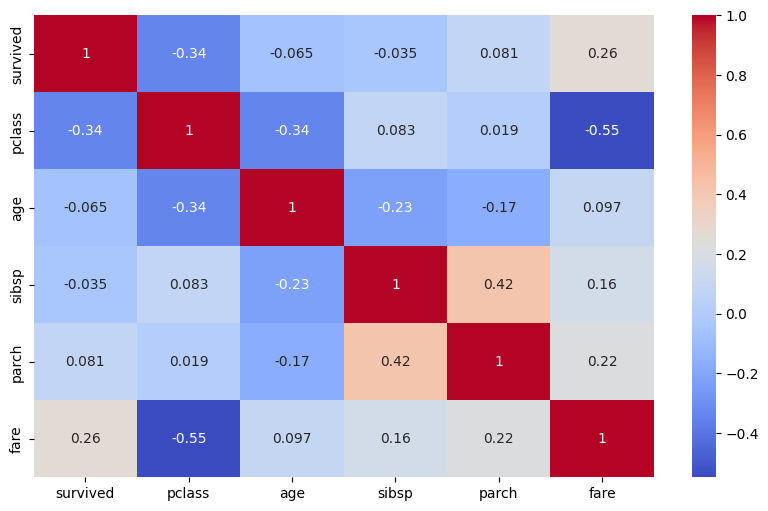 survived 1 -0.34 -0.065 -0.035 0.081 0.26
pclass -0.34 1 -0.34 0.083 0.019 -0.55
age -0.065 -0.34 1 -0.23 -0.17 0.097
sibsp -0.035 0.083 -0.23 1 0.42 0.16
parch 0.081 0.019 -0.17 0.42 1 0.22
fare 0.26 -0.55 0.097 0.16 0.22 1
survived pclass age sibsp parch fare
1.0
0.8
0.6
0.4
0.2
0.0
−0.2
−0.4